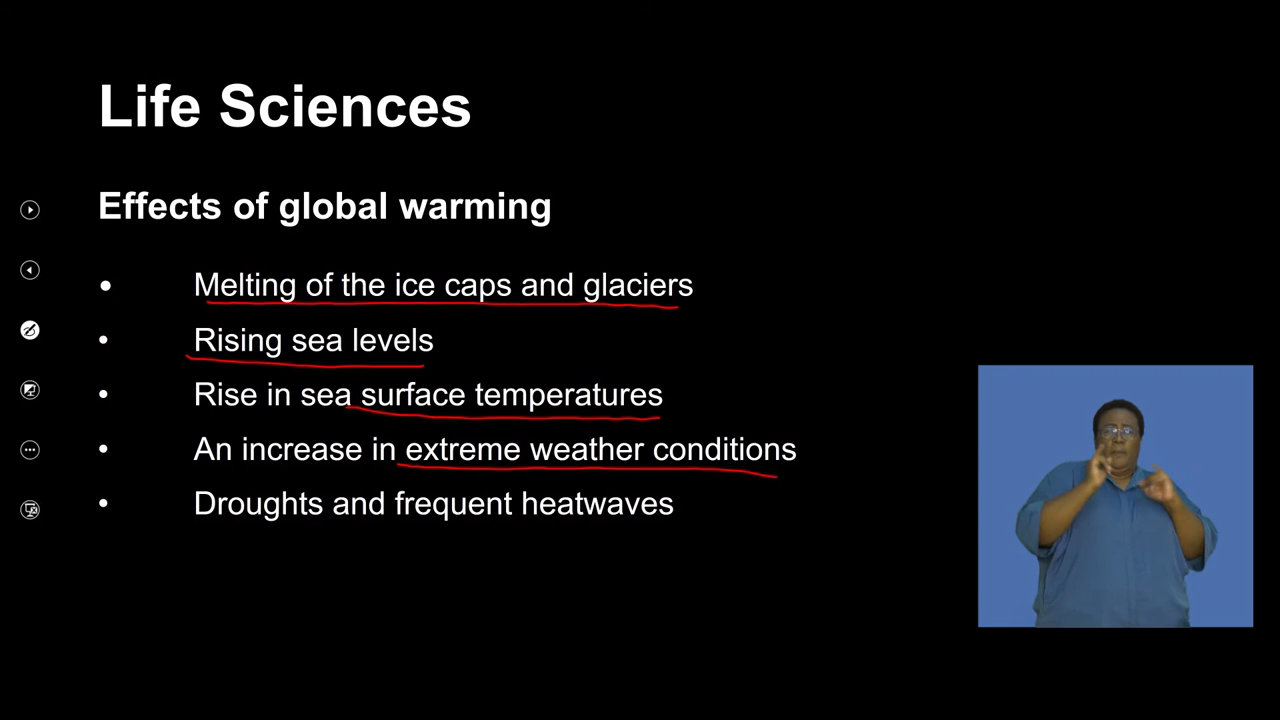 Life Sciences
Effects of global warming
• Melting of the ice caps and glaciers
• Rising sea levels
• Rise in sea surface temperatures
• An increase in extreme weather conditions
• Droughts and frequent heatwaves